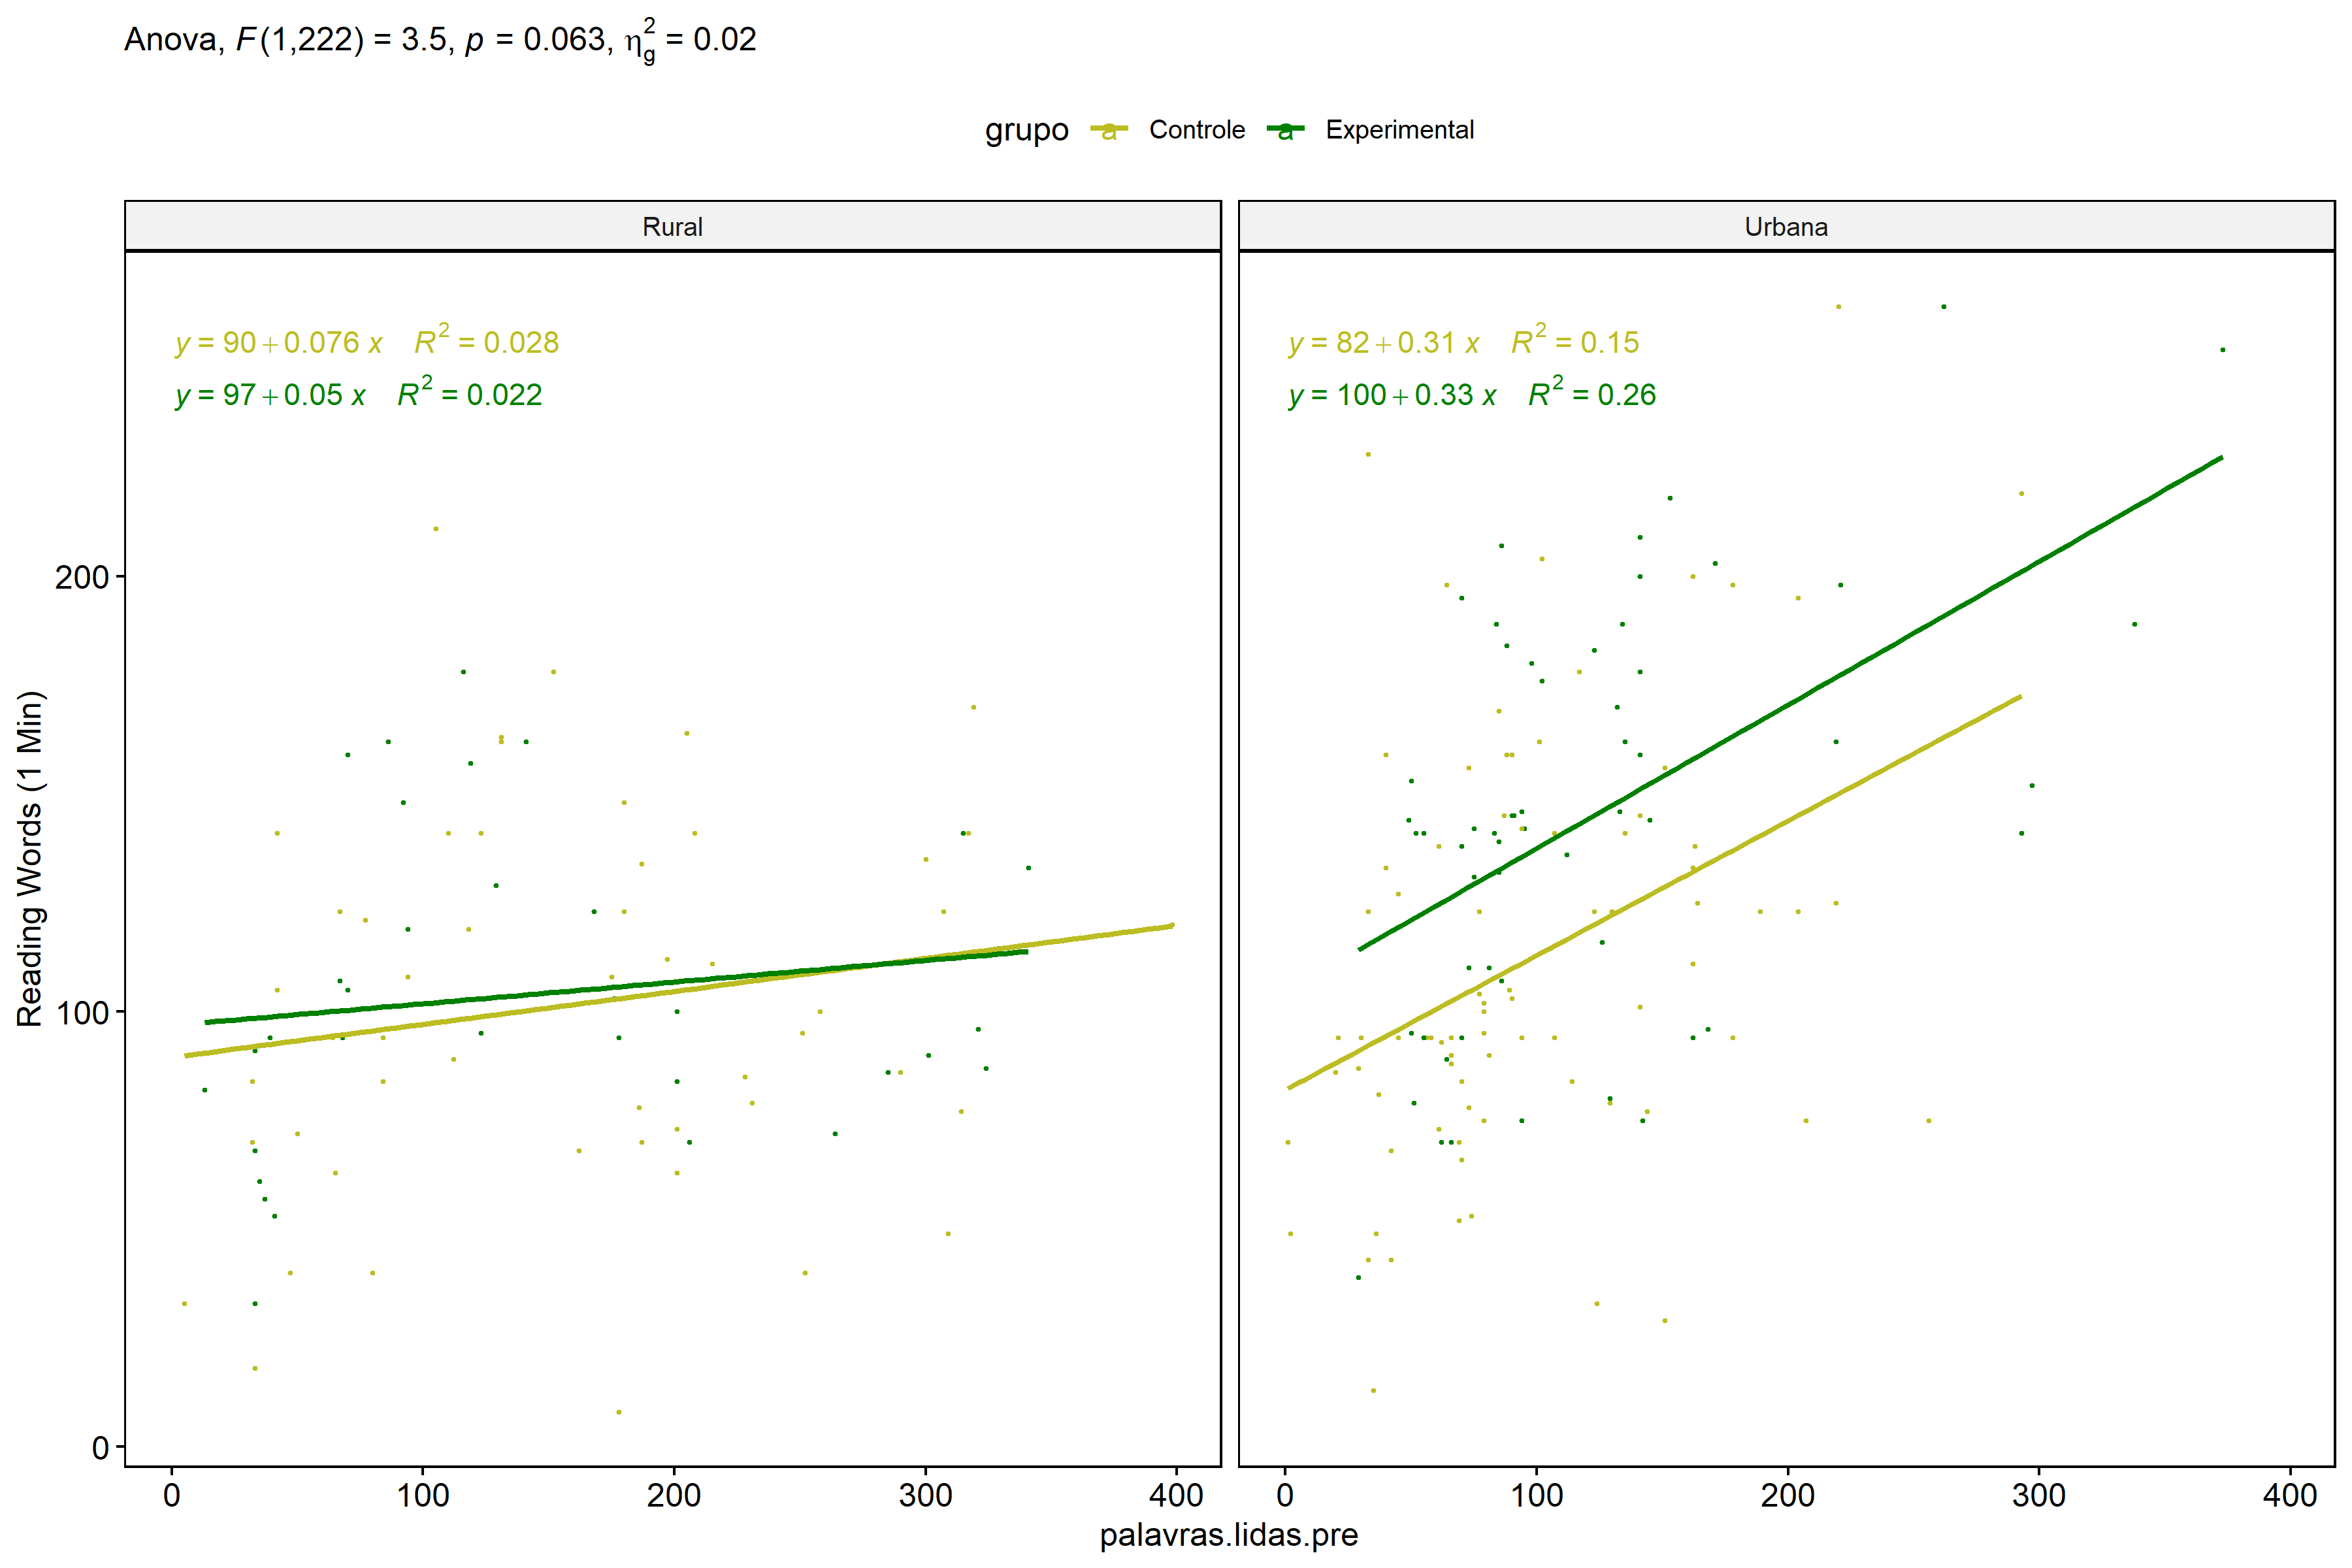 Anova, F(1,222) = 3.5, p = 0.063, η²g = 0.02
grupo a Controle a Experimental
Rural
Urbana
y = 90 + 0.076 x R² = 0.028
y = 97 + 0.05 x R² = 0.022
y = 82 + 0.31 x R² = 0.15
y = 100 + 0.33 x R² = 0.26
Reading Words (1 Min)
200
100
0
0 100 200 300 400
0 100 200 300 400
palavras.lidas.pre